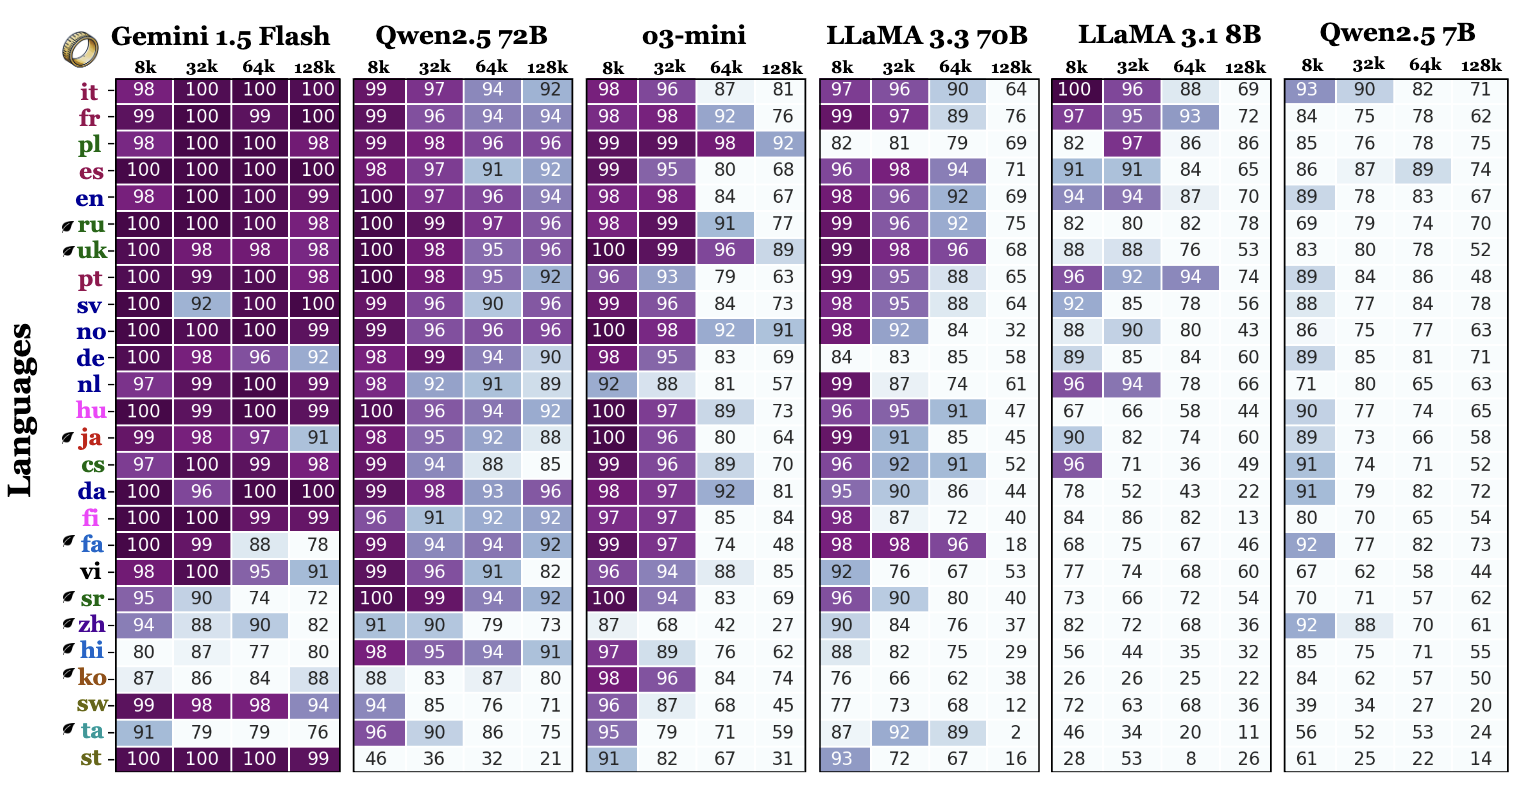 Gemini 1.5 Flash Qwen2.5 72B o3-mini LLaMA 3.3 70B LLaMA 3.1 8B Qwen2.5 7B
8k 32k 64k 128k 8k 32k 64k 128k 8k 32k 64k 128k 8k 32k 64k 128k 8k 32k 64k 128k 8k 32k 64k 128k
Languages
it 98 100 100 100 99 97 94 92 98 96 87 81 97 96 90 64 100 96 88 69 93 90 82 71
fr 99 100 99 100 99 96 94 94 98 98 92 76 99 97 89 76 97 95 93 72 84 75 78 62
pl 98 100 100 98 99 98 96 96 99 99 98 92 82 81 79 69 82 97 86 86 85 76 78 75
es 100 100 100 100 98 97 91 92 99 95 80 68 96 98 94 71 91 91 84 65 86 87 89 74
en 98 100 100 99 100 97 96 94 98 98 84 67 98 96 92 69 94 94 87 70 89 78 83 67
ru 100 100 100 98 100 99 97 96 98 99 91 77 99 96 92 75 82 80 82 78 69 79 74 70
uk 100 98 98 98 100 98 95 96 100 99 96 89 99 98 96 68 88 88 76 53 83 80 78 52
pt 100 99 100 98 100 98 95 92 96 93 79 63 99 95 88 65 96 92 94 74 89 84 86 48
sv 100 92 100 100 99 96 90 96 99 96 84 73 98 95 88 64 92 85 78 56 88 77 84 78
no 100 100 100 99 99 96 96 96 100 98 92 91 98 92 84 32 88 90 80 43 86 75 77 63
de 100 98 96 92 98 99 94 90 98 95 83 69 84 83 85 58 89 85 84 60 89 85 81 71
nl 97 99 100 99 98 92 91 89 92 88 81 57 99 87 74 61 96 94 78 66 71 80 65 63
hu 100 99 100 99 100 96 94 92 100 97 89 73 96 95 91 47 67 66 58 44 90 77 74 65
ja 99 98 97 91 98 95 92 88 100 96 80 64 99 91 85 45 90 82 74 60 89 73 66 58
cs 97 100 99 98 99 94 88 85 99 96 89 70 96 92 91 52 96 71 36 49 91 74 71 52
da 100 96 100 100 99 98 93 96 98 97 92 81 95 90 86 44 78 52 43 22 91 79 82 72
fi 100 100 99 99 96 91 92 92 97 97 85 84 98 87 72 40 84 86 82 13 80 70 65 54
fa 100 99 88 78 99 94 94 92 99 97 74 48 98 98 96 18 68 75 67 46 92 77 82 73
vi 98 100 95 91 99 96 91 82 96 94 88 85 92 76 67 53 77 74 68 60 67 62 58 44
sr 95 90 74 72 100 99 94 92 100 94 83 69 96 90 80 40 73 66 72 54 70 71 57 62
zh 94 88 90 82 91 90 79 73 87 68 42 27 90 84 76 37 82 72 68 36 92 88 70 61
hi 80 87 77 80 98 95 94 91 97 89 76 62 88 82 75 29 56 44 35 32 85 75 71 55
ko 87 86 84 88 88 83 87 80 98 96 84 74 76 66 62 38 26 26 25 22 84 62 57 50
sw 99 98 98 94 94 85 76 71 96 87 68 45 77 73 68 12 72 63 68 36 39 34 27 20
ta 91 79 79 76 96 90 86 75 95 79 71 59 87 92 89 2 46 34 20 11 56 52 53 24
st 100 100 100 99 46 36 32 21 91 82 67 31 93 72 67 16 28 53 8 26 61 25 22 14